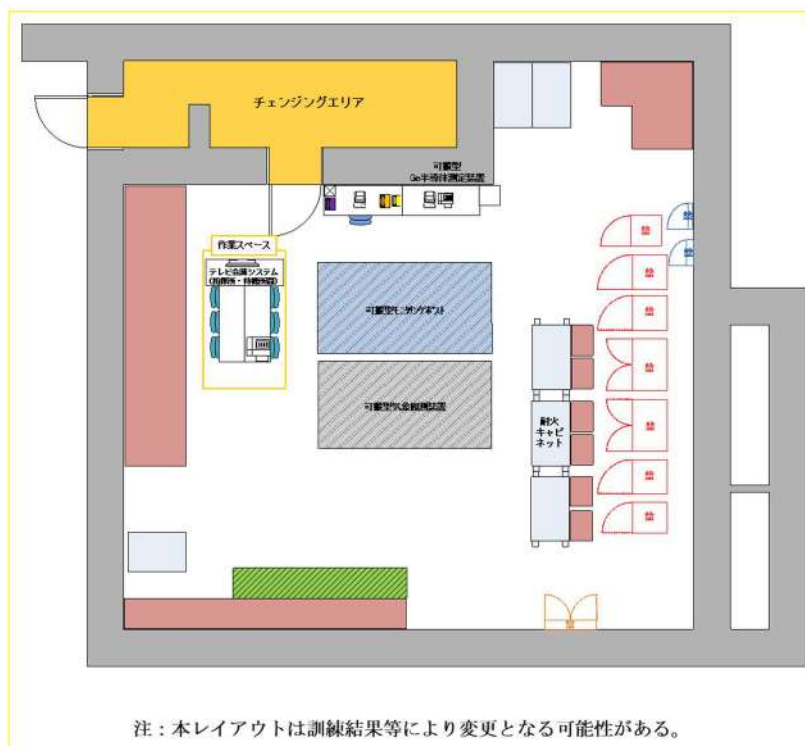 チェンジングエリア
可搬型
Ge半導体測定装置
作業スペース
テレビ会議システム
可搬型モニタリングポスト
可搬型気象観測装置
耐火
キャビ
ネット
注：本レイアウトは訓練結果等により変更となる可能性がある。